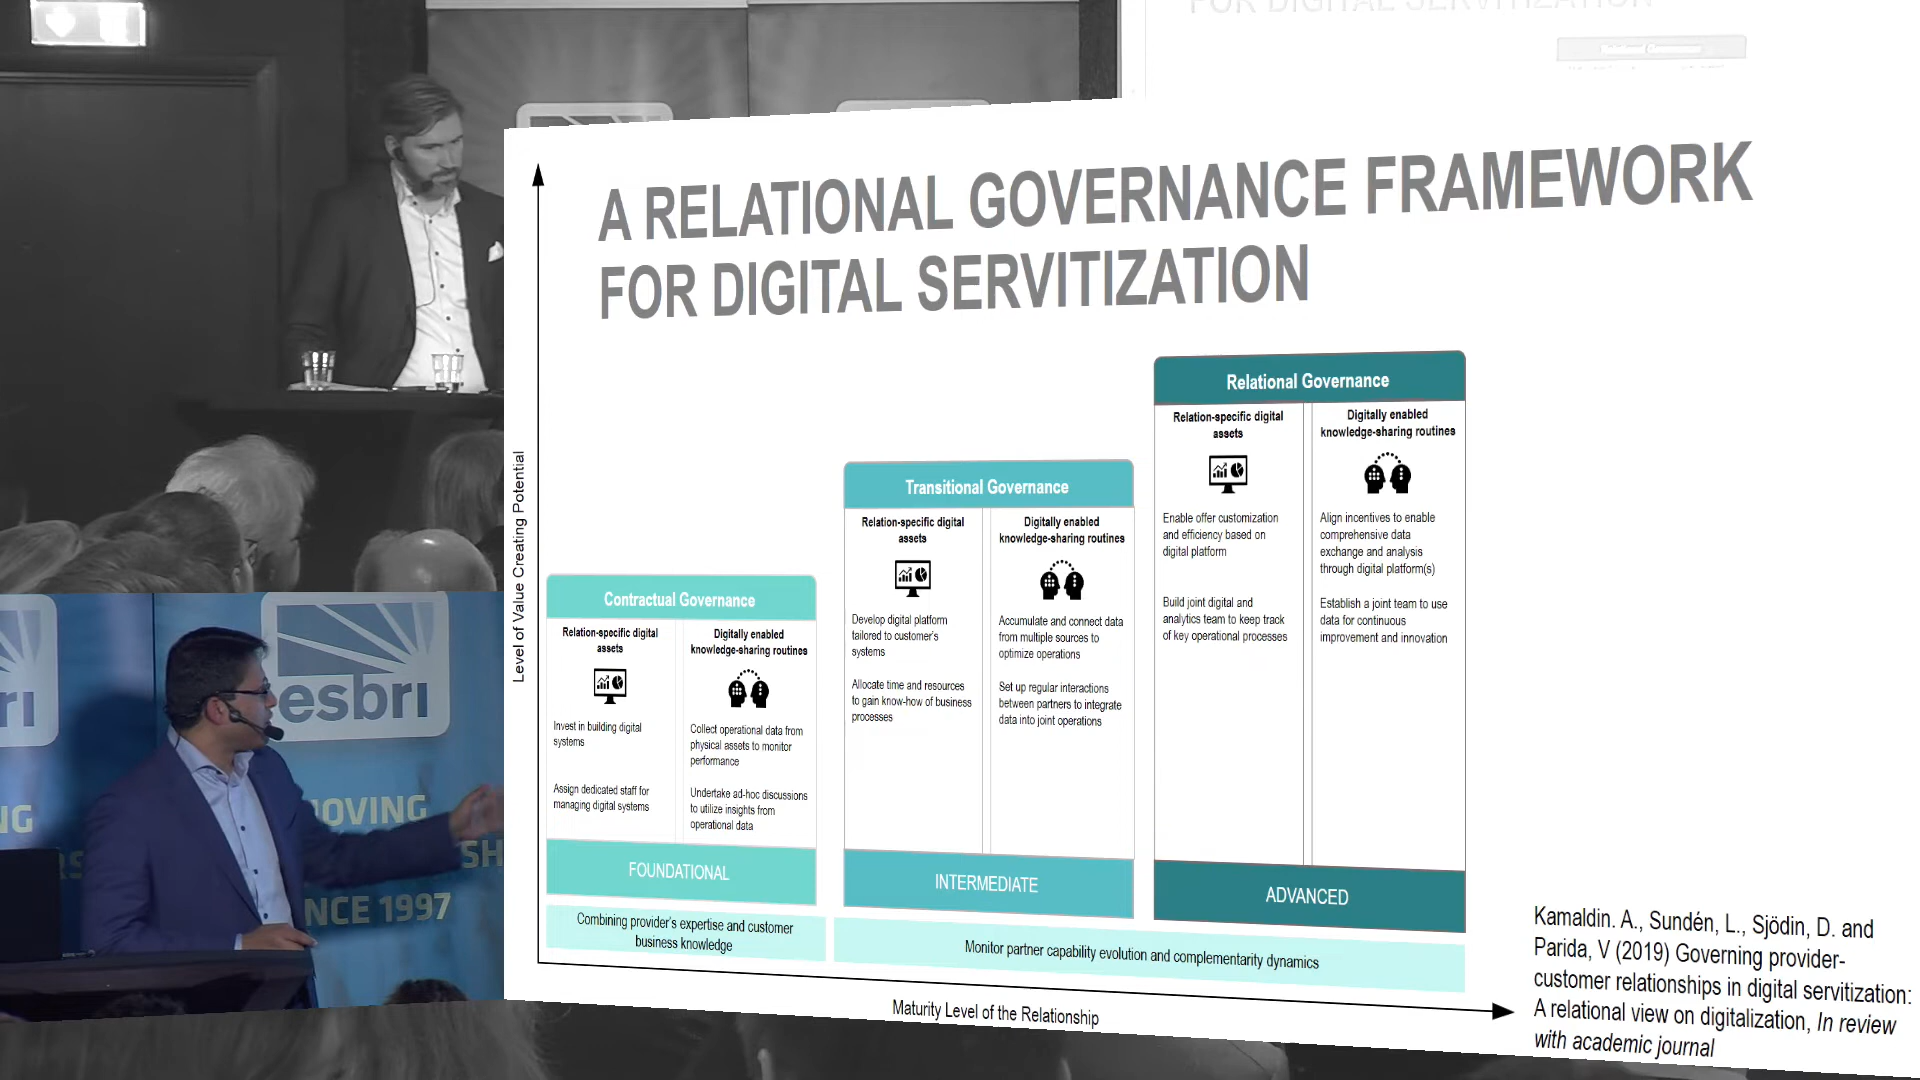 FOR DIGITAL SERVITIZATION
Relational Governance
A RELATIONAL GOVERNANCE FRAMEWORK
FOR DIGITAL SERVITIZATION
Level of Value Creating Potential
Contractual Governance
Relation-specific digital
assets
Invest in building digital
systems
Assign dedicated staff for
managing digital systems
Digitally enabled
knowledge-sharing routines
Collect operational data from
physical assets to monitor
performance
Undertake ad-hoc discussions
to utilize insights from
operational data
FOUNDATIONAL
Transitional Governance
Relation-specific digital
assets
Develop digital platform
tailored to customer's
systems
Allocate time and resources
to gain know-how of business
processes
Digitally enabled
knowledge-sharing routines
Accumulate and connect data
from multiple sources to
optimize operations
Set up regular interactions
between partners to integrate
data into joint operations
INTERMEDIATE
Relational Governance
Relation-specific digital
assets
Enable offer customization
and efficiency based on
digital platform
Build joint digital and
analytics team to keep track
of key operational processes
Digitally enabled
knowledge-sharing routines
Align incentives to enable
comprehensive data
exchange and analysis
through digital platform(s)
Establish a joint team to use
data for continuous
improvement and innovation
ADVANCED
Combining provider's expertise and customer
business knowledge
Monitor partner capability evolution and complementarity dynamics
Maturity Level of the Relationship
Kamaldin. A., Sundén, L., Sjödin, D. and
Parida, V (2019) Governing provider-
customer relationships in digital servitization:
A relational view on digitalization, In review
with academic journal
ri
esbri
NG
OVING
RS
SH
NCE 1997